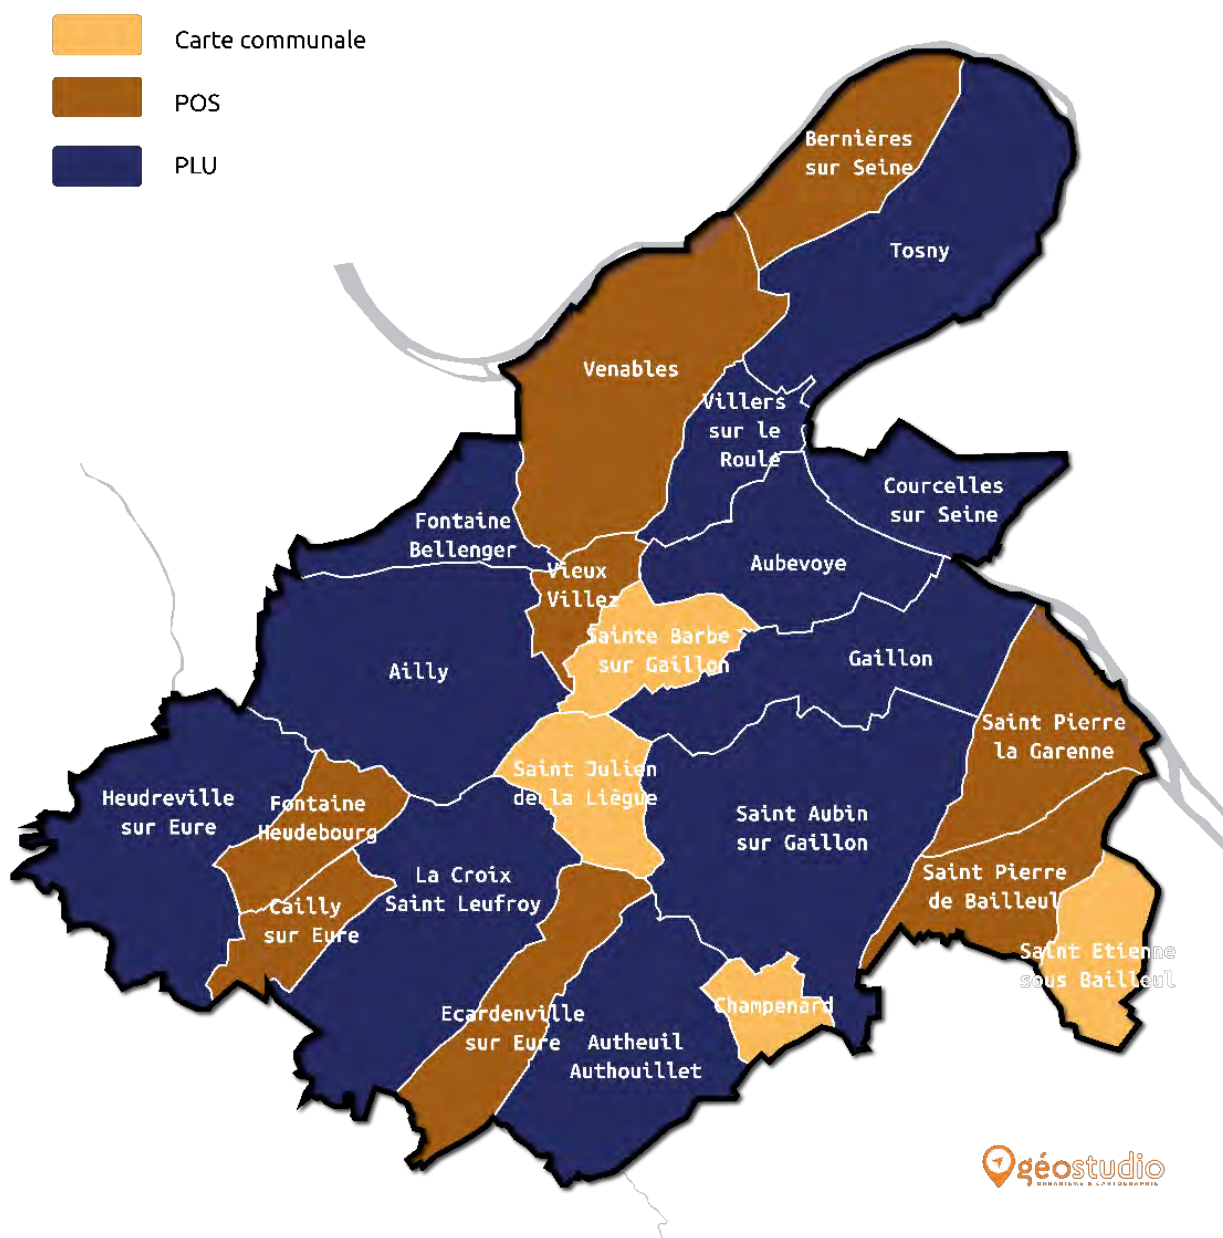 Carte communale
POS
PLU
Bernières
sur Seine
Tosny
Venables
Villers
sur le
Roule
Courcelles
sur Seine
Fontaine
Bellenger
Aubevoye
Vieux
Villez
Sainte Barbe
sur Gaillon
Gaillon
Ailly
Saint Pierre
la Garenne
Saint Julien
de la Liègue
Heudreville
sur Eure
Fontaine
Heudebourg
Saint Aubin
sur Gaillon
La Croix
Saint Leufroy
Saint Pierre
de Bailleul
Cailly
sur Eure
Saint Etienne
sous Bailleul
Champenard
Ecardenville
sur Eure
Autheuil
Authouillet
géostudio
URBANISME & CARTOGRAPHIE